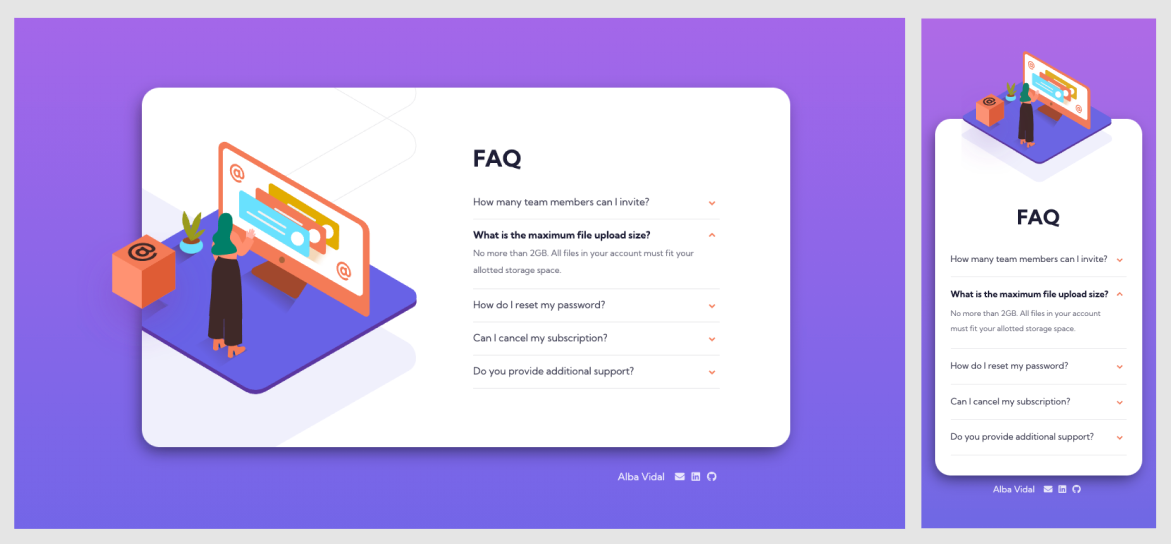 FAQ
How many team members can I invite?
What is the maximum file upload size?
No more than 2GB. All files in your account must fit your
allotted storage space.
How do I reset my password?
Can I cancel my subscription?
Do you provide additional support?
Alba Vidal
@
@
@
FAQ
How many team members can I invite?
What is the maximum file upload size?
No more than 2GB. All files in your account
must fit your allotted storage space.
How do I reset my password?
Can I cancel my subscription?
Do you provide additional support?
Alba Vidal
@
@
@